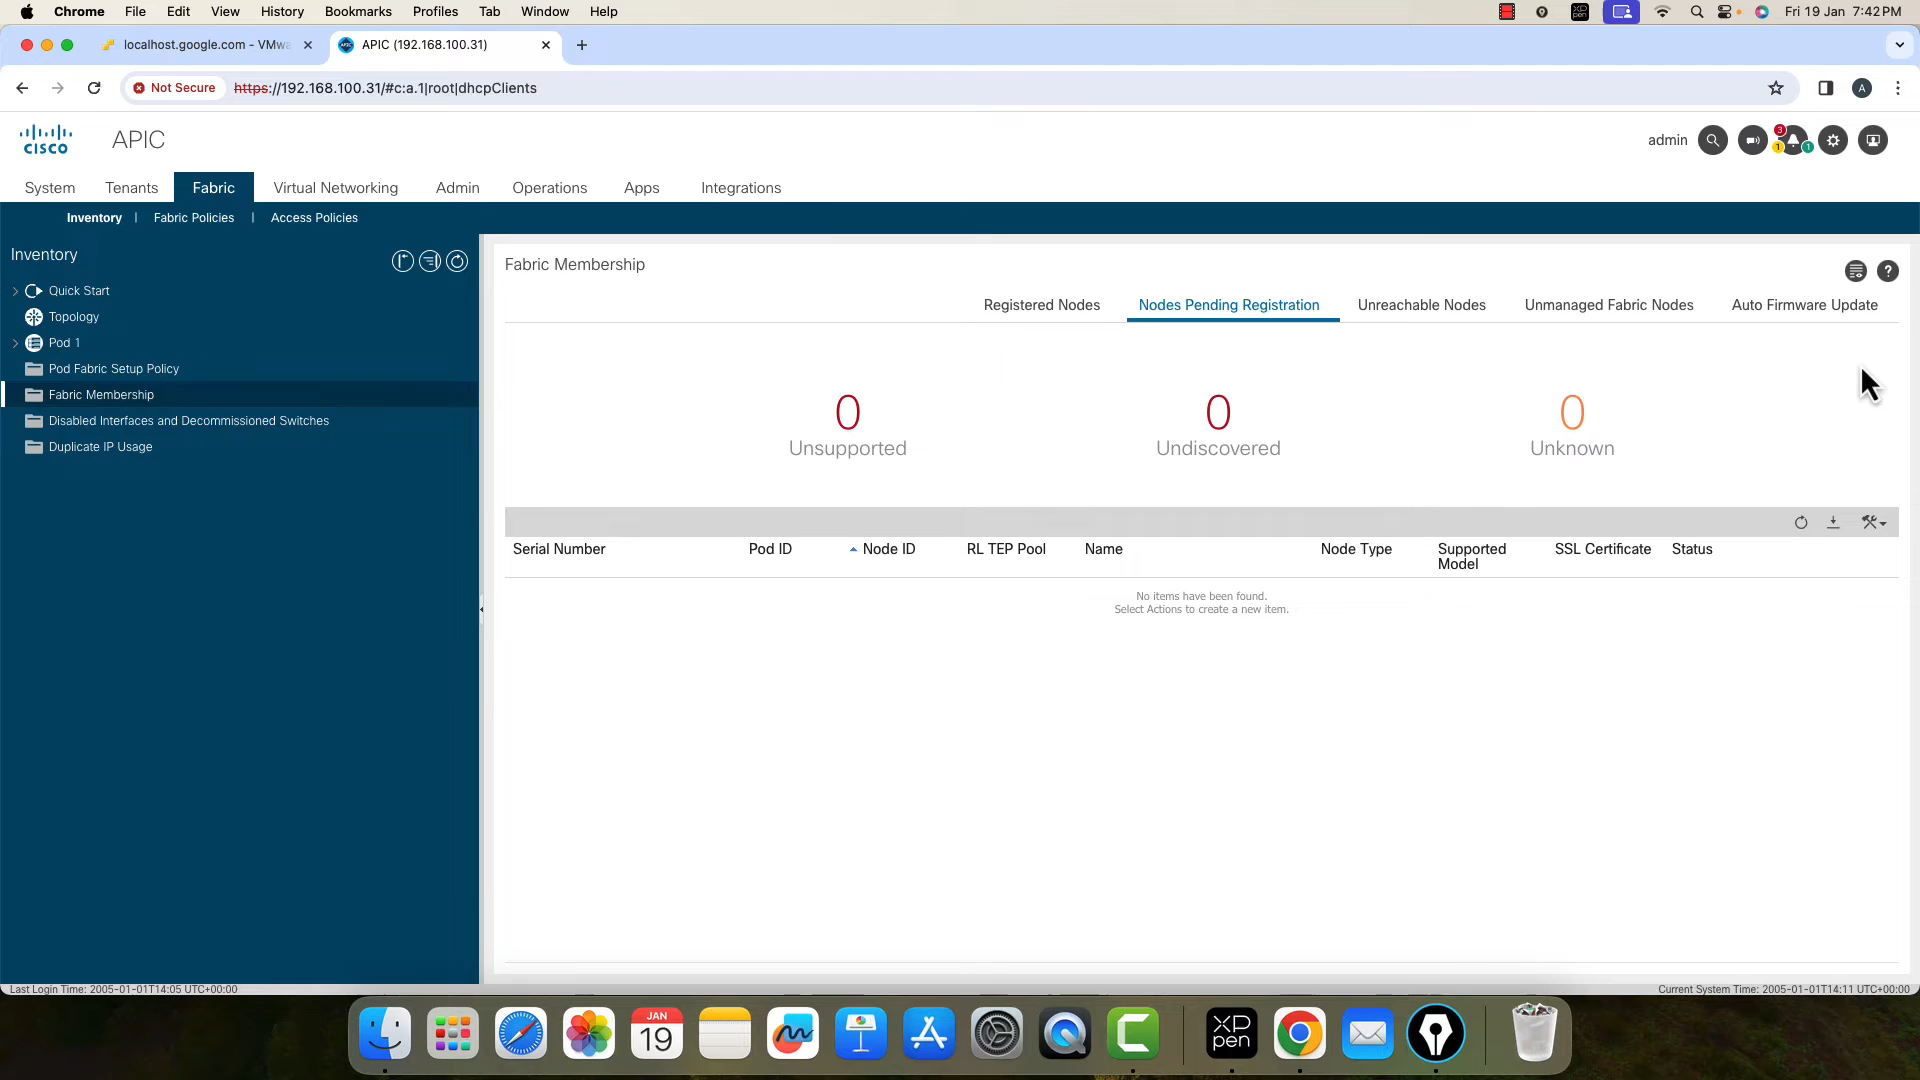 Chrome File Edit View History Bookmarks Profiles Tab Window Help Fri 19 Jan 7:42 PM
localhost.google.com - VMwa
APIC (192.168.100.31)
Not Secure https://192.168.100.31/#c:a.1|root|dhcpClients A
CISCO APIC admin 3 1 1
System Tenants Fabric Virtual Networking Admin Operations Apps Integrations
Inventory | Fabric Policies | Access Policies
Inventory
Quick Start
Topology
Pod 1
Pod Fabric Setup Policy
Fabric Membership
Disabled Interfaces and Decommissioned Switches
Duplicate IP Usage
Fabric Membership
?
Registered Nodes Nodes Pending Registration Unreachable Nodes Unmanaged Fabric Nodes Auto Firmware Update
0 0 0
Unsupported Undiscovered Unknown
Serial Number Pod ID Node ID RL TEP Pool Name Node Type Supported Model SSL Certificate Status
No items have been found.
Select Actions to create a new item.
Last Login Time: 2005-01-01T14:05 UTC+00:00
Current System Time: 2005-01-01T14:11 UTC+00:00
JAN
19
XP
pen